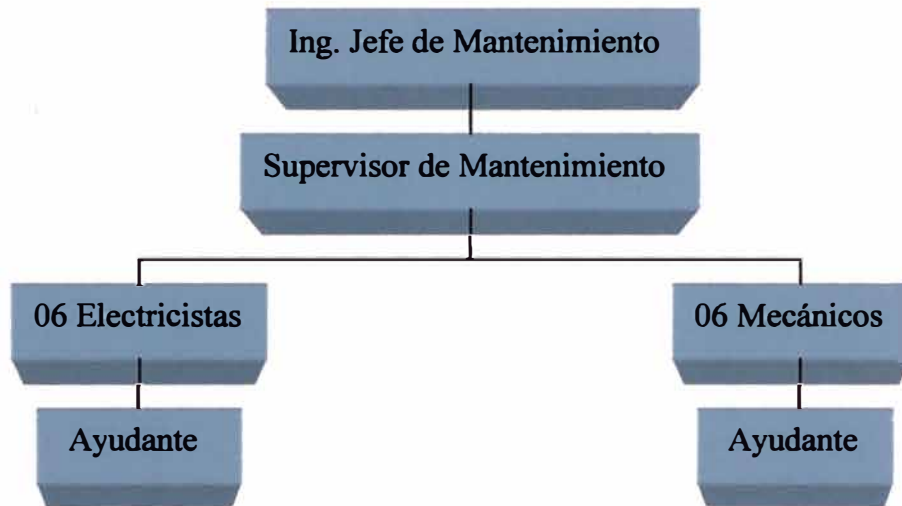 Ing. Jefe de Mantenimiento
Supervisor de Mantenimiento
06 Electricistas
06 Mecánicos
Ayudante
Ayudante